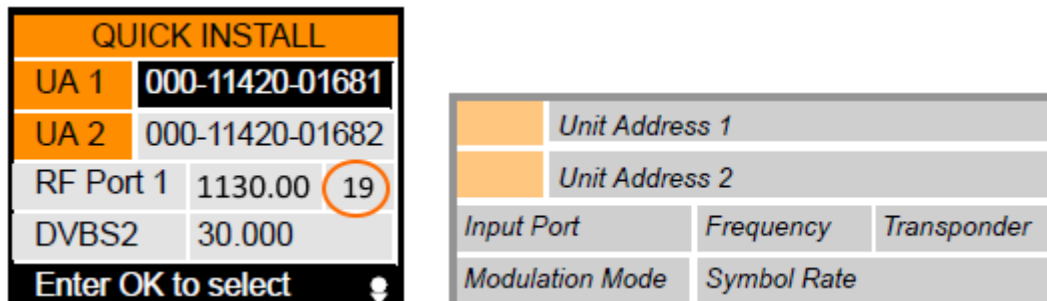 QUICK INSTALL
UA 1 000-11420-01681
UA 2 000-11420-01682
RF Port 1 1130.00 19
DVBS2 30.000
Enter OK to select
Unit Address 1
Unit Address 2
Input Port Frequency Transponder
Modulation Mode Symbol Rate